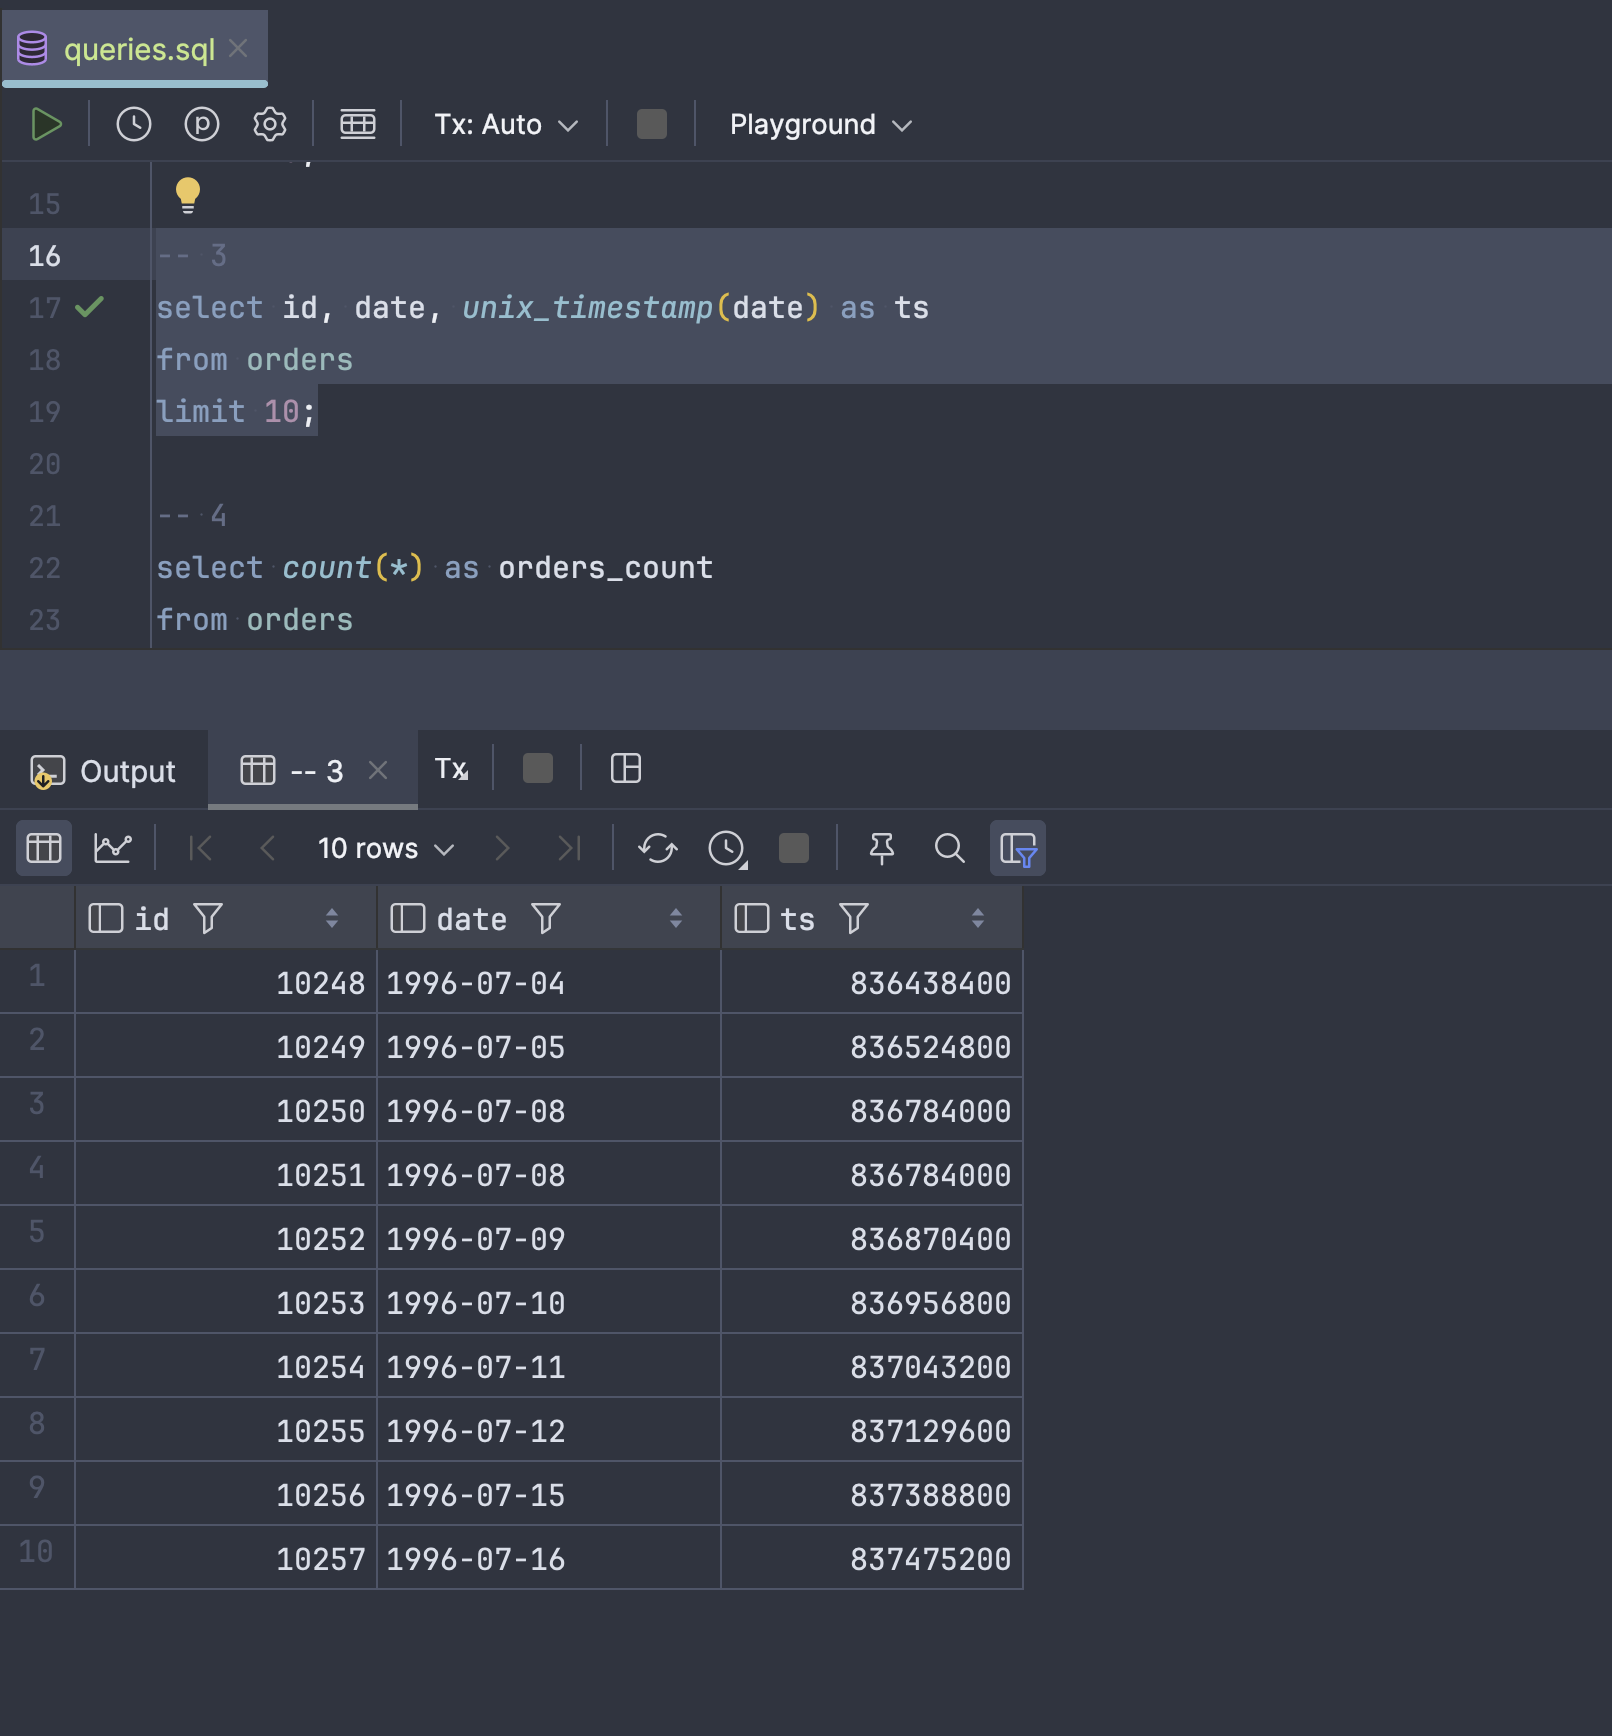 queries.sql
Tx: Auto Playground
15
16 -- 3
17 select id, date, unix_timestamp(date) as ts
18 from orders
19 limit 10;
20
21 -- 4
22 select count(*) as orders_count
23 from orders
Output -- 3 Tx
10 rows
id date ts
1 10248 1996-07-04 836438400
2 10249 1996-07-05 836524800
3 10250 1996-07-08 836784000
4 10251 1996-07-08 836784000
5 10252 1996-07-09 836870400
6 10253 1996-07-10 836956800
7 10254 1996-07-11 837043200
8 10255 1996-07-12 837129600
9 10256 1996-07-15 837388800
10 10257 1996-07-16 837475200